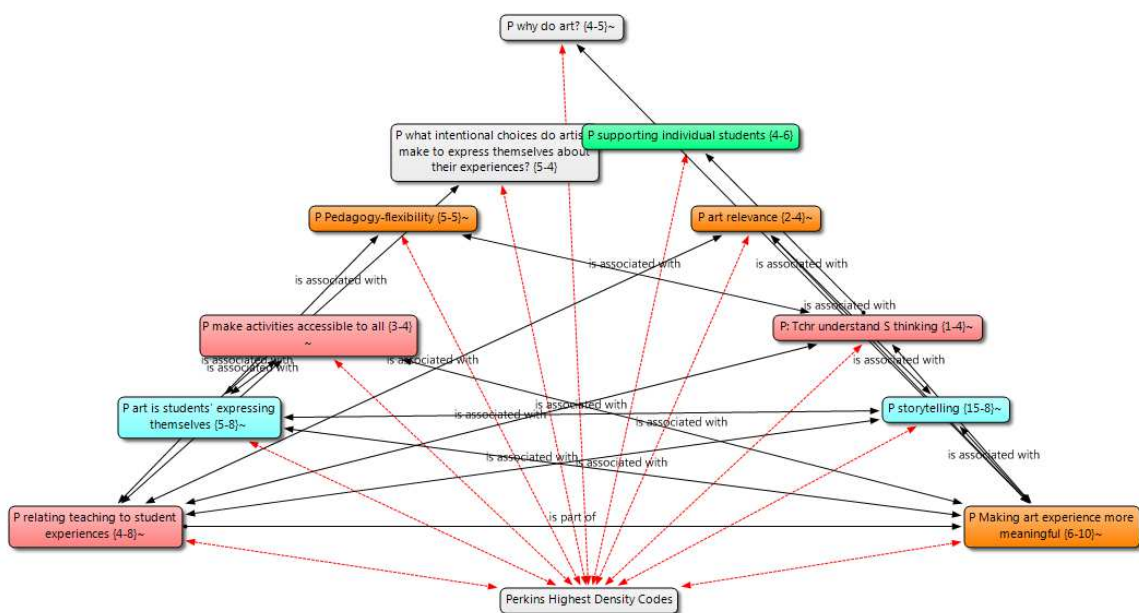 P why do art? {4-5}~
P what intentional choices do artis
make to express themselves about
their experiences? {5-4}
P supporting individual students {4-6}
P Pedagogy-flexibility {5-5}~
P art relevance {2-4}~
is associated with
is associated with
is associated with
is associated with
P make activities accessible to all {3-4}
~
P: Tchr understand S thinking {1-4}~
is associated with
is associated with
is associated with
is associated with
P art is students' expressing
themselves {5-8}~
is associated with
is associated with
P storytelling {15-8}~
is associated with
is associated with
is associated with
P relating teaching to student
experiences {4-8}~
is part of
P Making art experience more
meaningful {6-10}~
Perkins Highest Density Codes